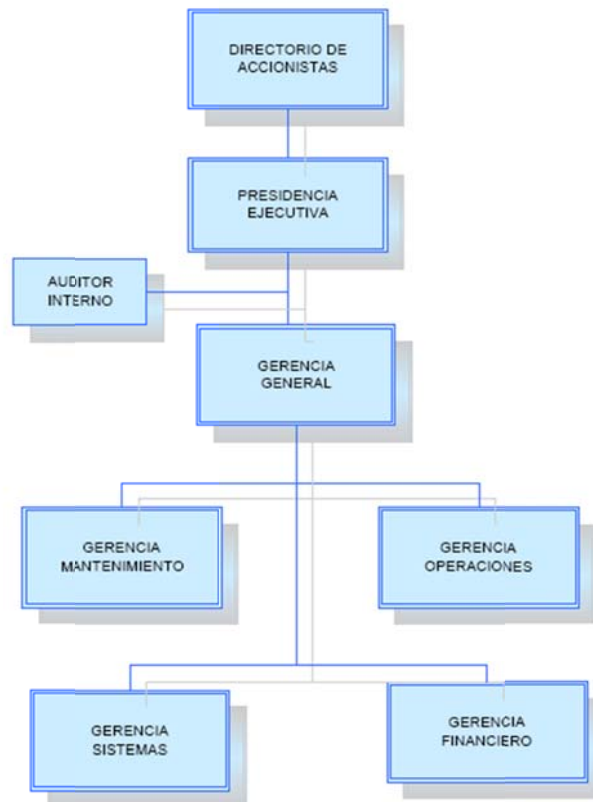 DIRECTORIO DE
ACCIONISTAS
PRESIDENCIA
EJECUTIVA
AUDITOR
INTERNO
GERENCIA
GENERAL
GERENCIA
MANTENIMIENTO
GERENCIA
OPERACIONES
GERENCIA
SISTEMAS
GERENCIA
FINANCIERO